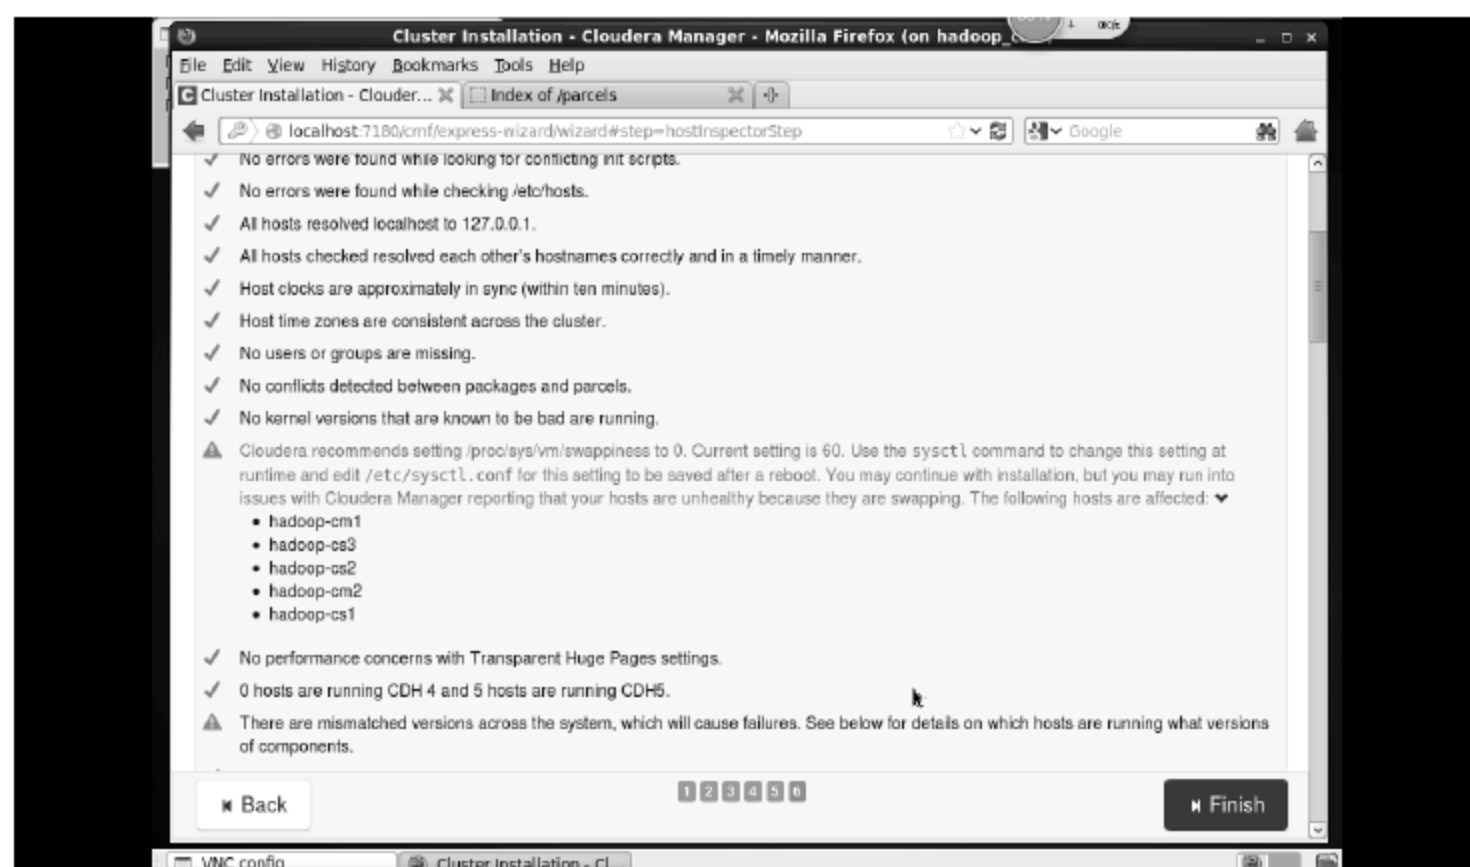 Cluster Installation - Cloudera Manager - Mozilla Firefox (on hadoop_
File Edit View History Bookmarks Tools Help
Cluster Installation - Clouder... Index of /parcels
localhost:7180/cmf/express-wizard/wizard#step=hostInspectorStep Google
No errors were found while looking for conflicting init scripts.
No errors were found while checking /etc/hosts.
All hosts resolved localhost to 127.0.0.1.
All hosts checked resolved each other's hostnames correctly and in a timely manner.
Host clocks are approximately in sync (within ten minutes).
Host time zones are consistent across the cluster.
No users or groups are missing.
No conflicts detected between packages and parcels.
No kernel versions that are known to be bad are running.
Cloudera recommends setting /proc/sys/vm/swappiness to 0. Current setting is 60. Use the sysctl command to change this setting at
runtime and edit /etc/sysctl.conf for this setting to be saved after a reboot. You may continue with installation, but you may run into
issues with Cloudera Manager reporting that your hosts are unhealthy because they are swapping. The following hosts are affected:
• hadoop-cm1
• hadoop-cs3
• hadoop-cs2
• hadoop-cm2
• hadoop-cs1
No performance concerns with Transparent Huge Pages settings.
0 hosts are running CDH 4 and 5 hosts are running CDH5.
There are mismatched versions across the system, which will cause failures. See below for details on which hosts are running what versions
of components.
Back 1 2 3 4 5 6 Finish
VNC config Cluster Installation - Cl...